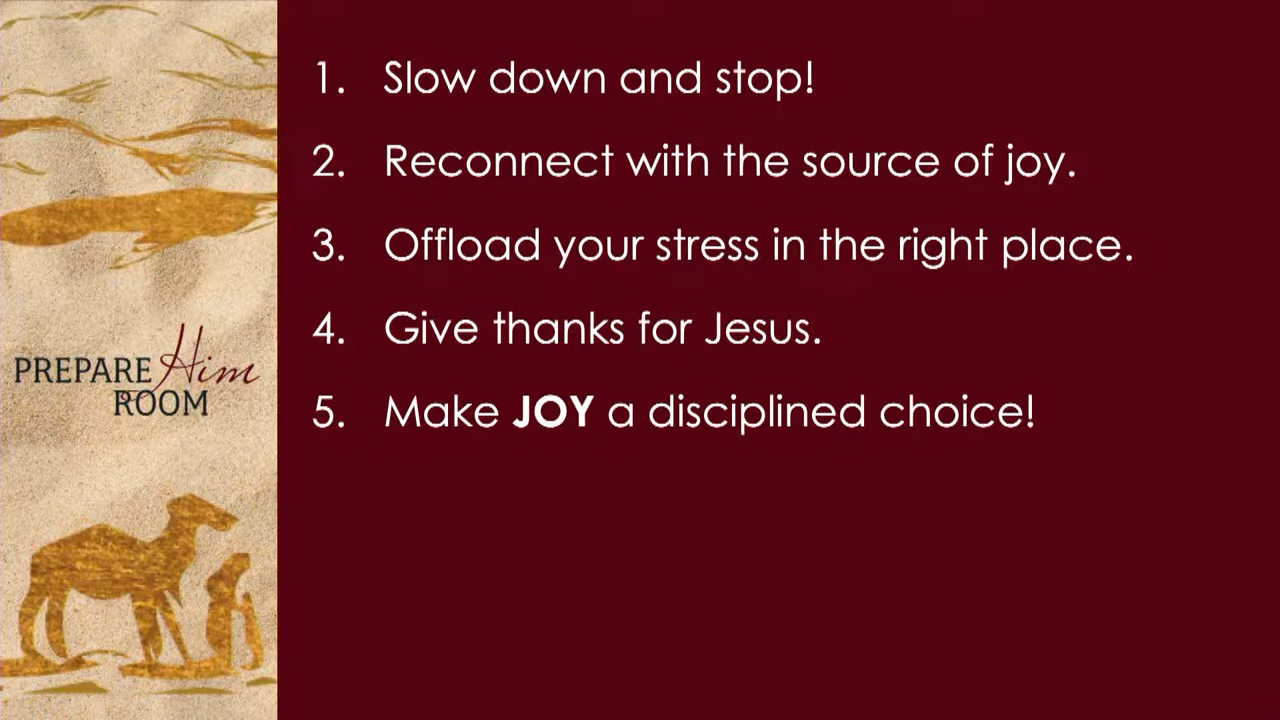 PREPARE Him
ROOM
1. Slow down and stop!
2. Reconnect with the source of joy.
3. Offload your stress in the right place.
4. Give thanks for Jesus.
5. Make JOY a disciplined choice!